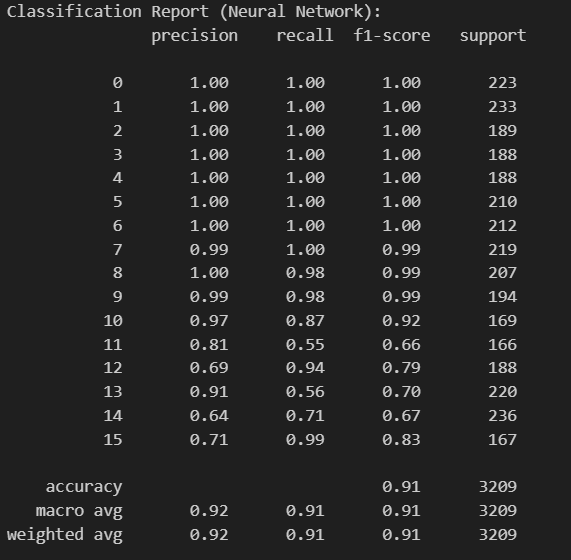 Classification Report (Neural Network):
precision recall f1-score support
0 1.00 1.00 1.00 223
1 1.00 1.00 1.00 233
2 1.00 1.00 1.00 189
3 1.00 1.00 1.00 188
4 1.00 1.00 1.00 188
5 1.00 1.00 1.00 210
6 1.00 1.00 1.00 212
7 0.99 1.00 0.99 219
8 1.00 0.98 0.99 207
9 0.99 0.98 0.99 194
10 0.97 0.87 0.92 169
11 0.81 0.55 0.66 166
12 0.69 0.94 0.79 188
13 0.91 0.56 0.70 220
14 0.64 0.71 0.67 236
15 0.71 0.99 0.83 167
accuracy 0.91 3209
macro avg 0.92 0.91 0.91 3209
weighted avg 0.92 0.91 0.91 3209